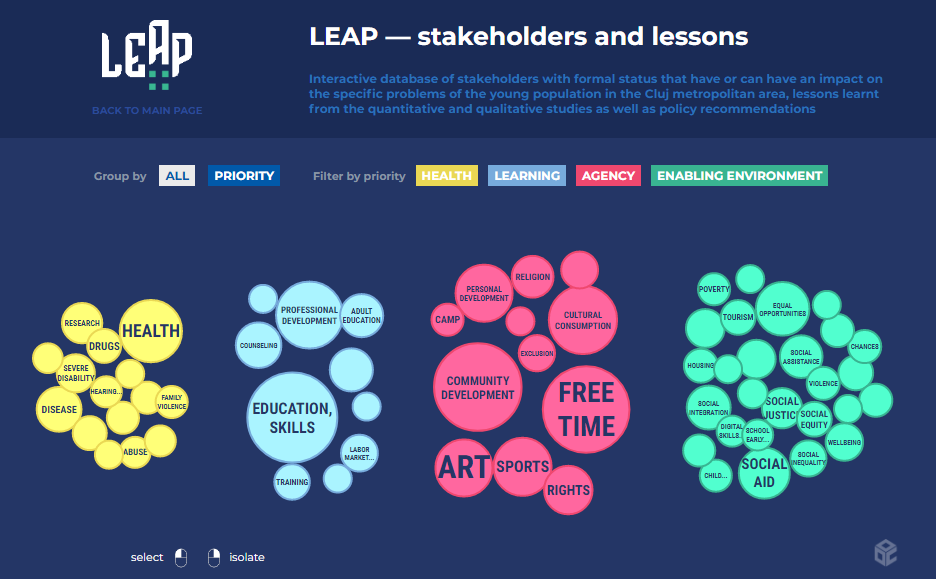 LEAP
BACK TO MAIN PAGE
LEAP — stakeholders and lessons
Interactive database of stakeholders with formal status that have or can have an impact on
the specific problems of the young population in the Cluj metropolitan area, lessons learnt
from the quantitative and qualitative studies as well as policy recommendations
Group by
ALL
PRIORITY
Filter by priority
HEALTH
LEARNING
AGENCY
ENABLING ENVIRONMENT
RESEARCH
HEALTH
DRUGS
SEVERE
DISABILITY
HEARING...
FAMILY
VIOLENCE
DISEASE
ABUSE
PROFESSIONAL
DEVELOPMENT
ADULT
EDUCATION
COUNSELING
EDUCATION,
SKILLS
LABOR
MARKET...
TRAINING
RELIGION
PERSONAL
DEVELOPMENT
CAMP
CULTURAL
CONSUMPTION
EXCLUSION
COMMUNITY
DEVELOPMENT
FREE
TIME
ART
SPORTS
RIGHTS
POVERTY
EQUAL
OPPORTUNITIES
TOURISM
CHANCES
SOCIAL
ASSISTANCE
HOUSING
VIOLENCE
SOCIAL
INTEGRATION
SOCIAL
JUSTICE
SOCIAL
EQUITY
DIGITAL
SKILLS...
SCHOOL
EARLY...
WELLBEING
SOCIAL
INEQUALITY
SOCIAL
AID
CHILD...
select
isolate